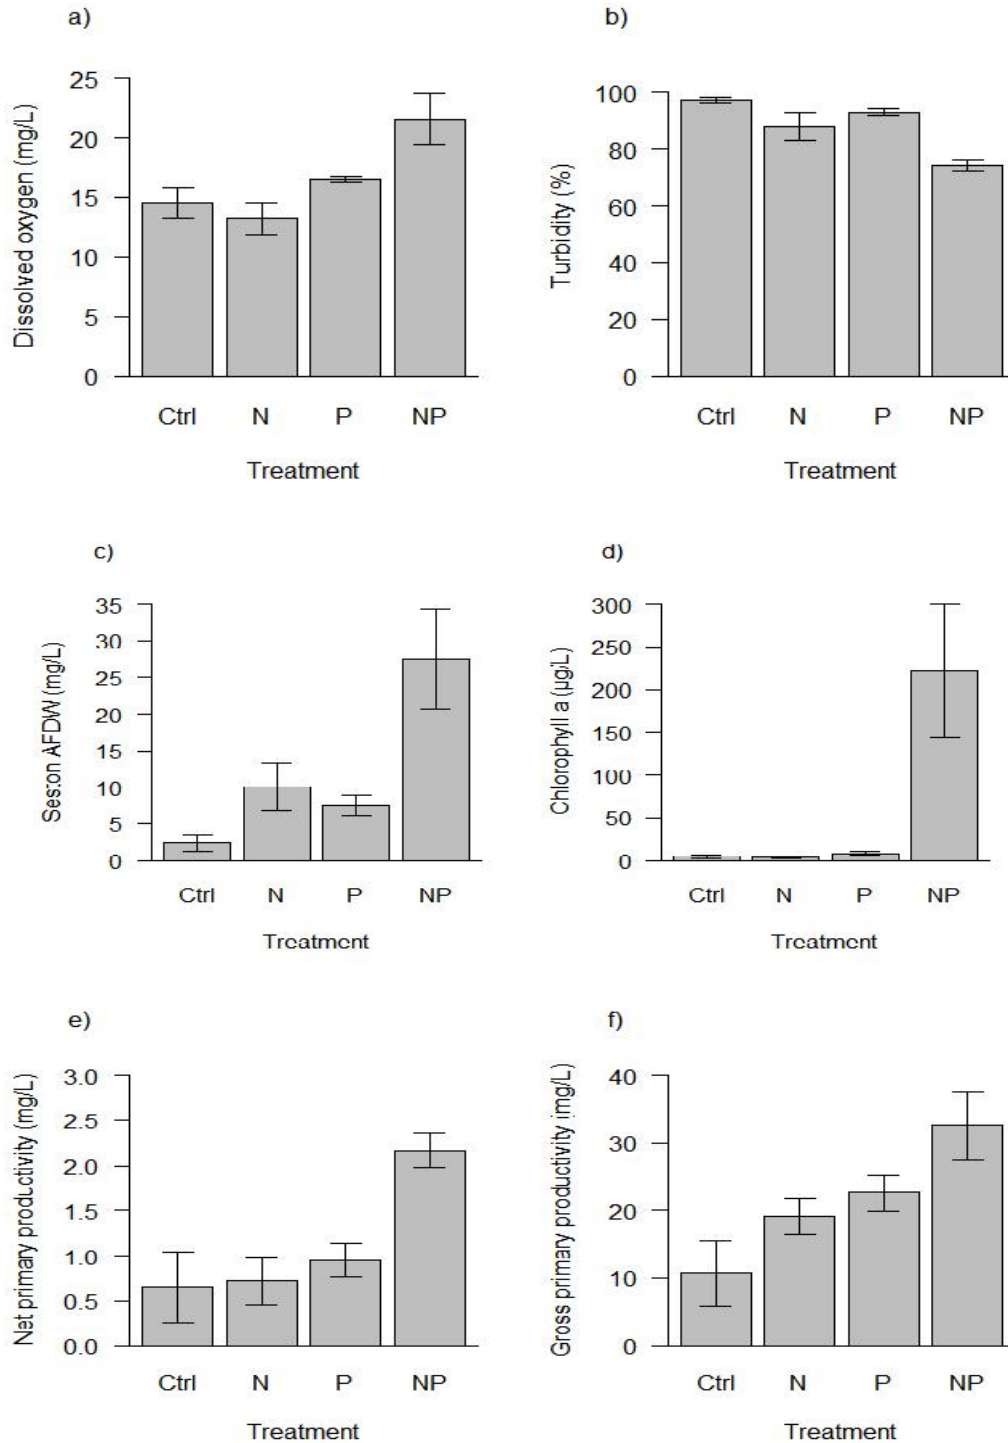 a)
Dissolved oxygen (mg/L)
25
20
15
10
5
0
Ctrl N P NP
Treatment
b)
Turbidity (%)
100
80
60
40
20
0
Ctrl N P NP
Treatment
c)
Seston AFDW (mg/L)
35
30
25
20
15
10
5
0
Ctrl N P NP
Treatment
d)
Chlorophyll a (µg/L)
300
250
200
150
100
50
0
Ctrl N P NP
Treatment
e)
Net primary productivity (mg/L)
3.0
2.5
2.0
1.5
1.0
0.5
0.0
Ctrl N P NP
Treatment
f)
Gross primary productivity (mg/L)
40
30
20
10
0
Ctrl N P NP
Treatment